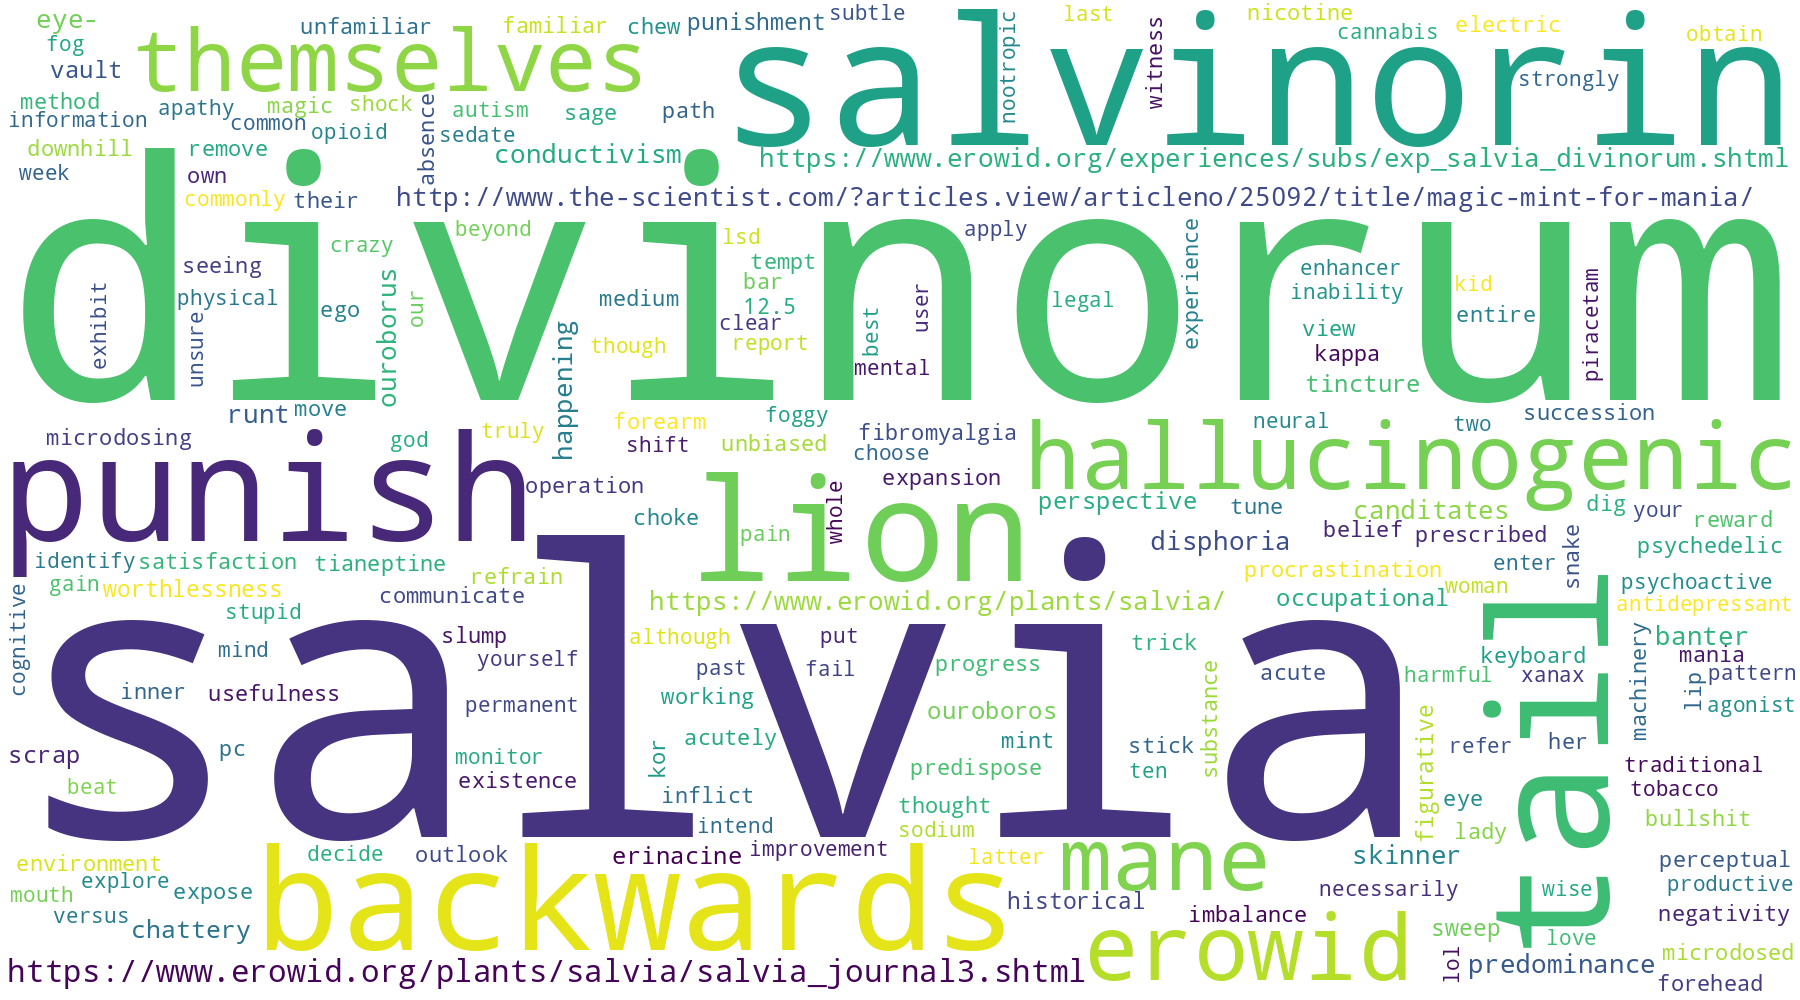 eye-
themselves
unfamiliar
familiar
chew
punishment
subtle
salvinorin
last
nicotine
cannabis
electric
obtain
fog
vault
nootropic
witness
strongly
method
information
apathy
common
magic
shock
opioid
absence
autism
sedate
sage
path
downhill
week
remove
own
commonly
their
conductivism
https://www.erowid.org/experiences/subs/exp_salvia_divinorum.shtml
http://www.the-scientist.com/?articles.view/articleno/25092/title/magic-mint-for-mania/
divinorum
crazy
beyond
lsd
apply
tempt
seeing
physical
exhibit
unsure
ego
ouroborus
our
happening
medium
though
bar
12.5
clear
report
best
user
mental
legal
experience
enhancer
inability
kid
entire
view
kappa
tincture
piracetam
runt
move
microdosing
god
truly
forearm
shift
foggy
unbiased
fibromyalgia
choose
expansion
neural
two
succession
punish
operation
lion
hallucinogenic
choke
pain
whole
perspective
tune
canditates
dig
your
belief
prescribed
reward
psychedelic
disphoria
snake
identify
satisfaction
tianeptine
refrain
gain
worthlessness
communicate
stupid
cognitive
procrastination
enter
woman
occupational
psychoactive
antidepressant
https://www.erowid.org/plants/salvia/
salvia
mind
inner
usefulness
slump
yourself
permanent
although
put
past
fail
working
progress
trick
acute
harmful
keyboard
xanax
tail
banter
mania
pattern
machinery
lip
agonist
scrap
pc
beat
monitor
existence
kor
acutely
inflict
intend
ouroboros
mint
predispose
thought
sodium
stick
ten
substance
figurative
refer
her
eye
lady
traditional
tobacco
bullshit
environment
mouth
explore
versus
expose
chattery
decide
outlook
backwards
erinacine
improvement
latter
mane
historical
skinner
necessarily
imbalance
wise
perceptual
productive
negativity
erowid
sweep
love
lol
predominance
microdosed
forehead
https://www.erowid.org/plants/salvia/salvia_journal3.shtml